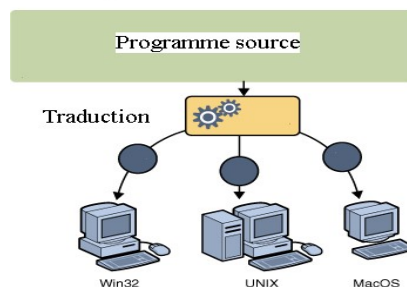 Programme source
Traduction
Win32
UNIX
MacOS